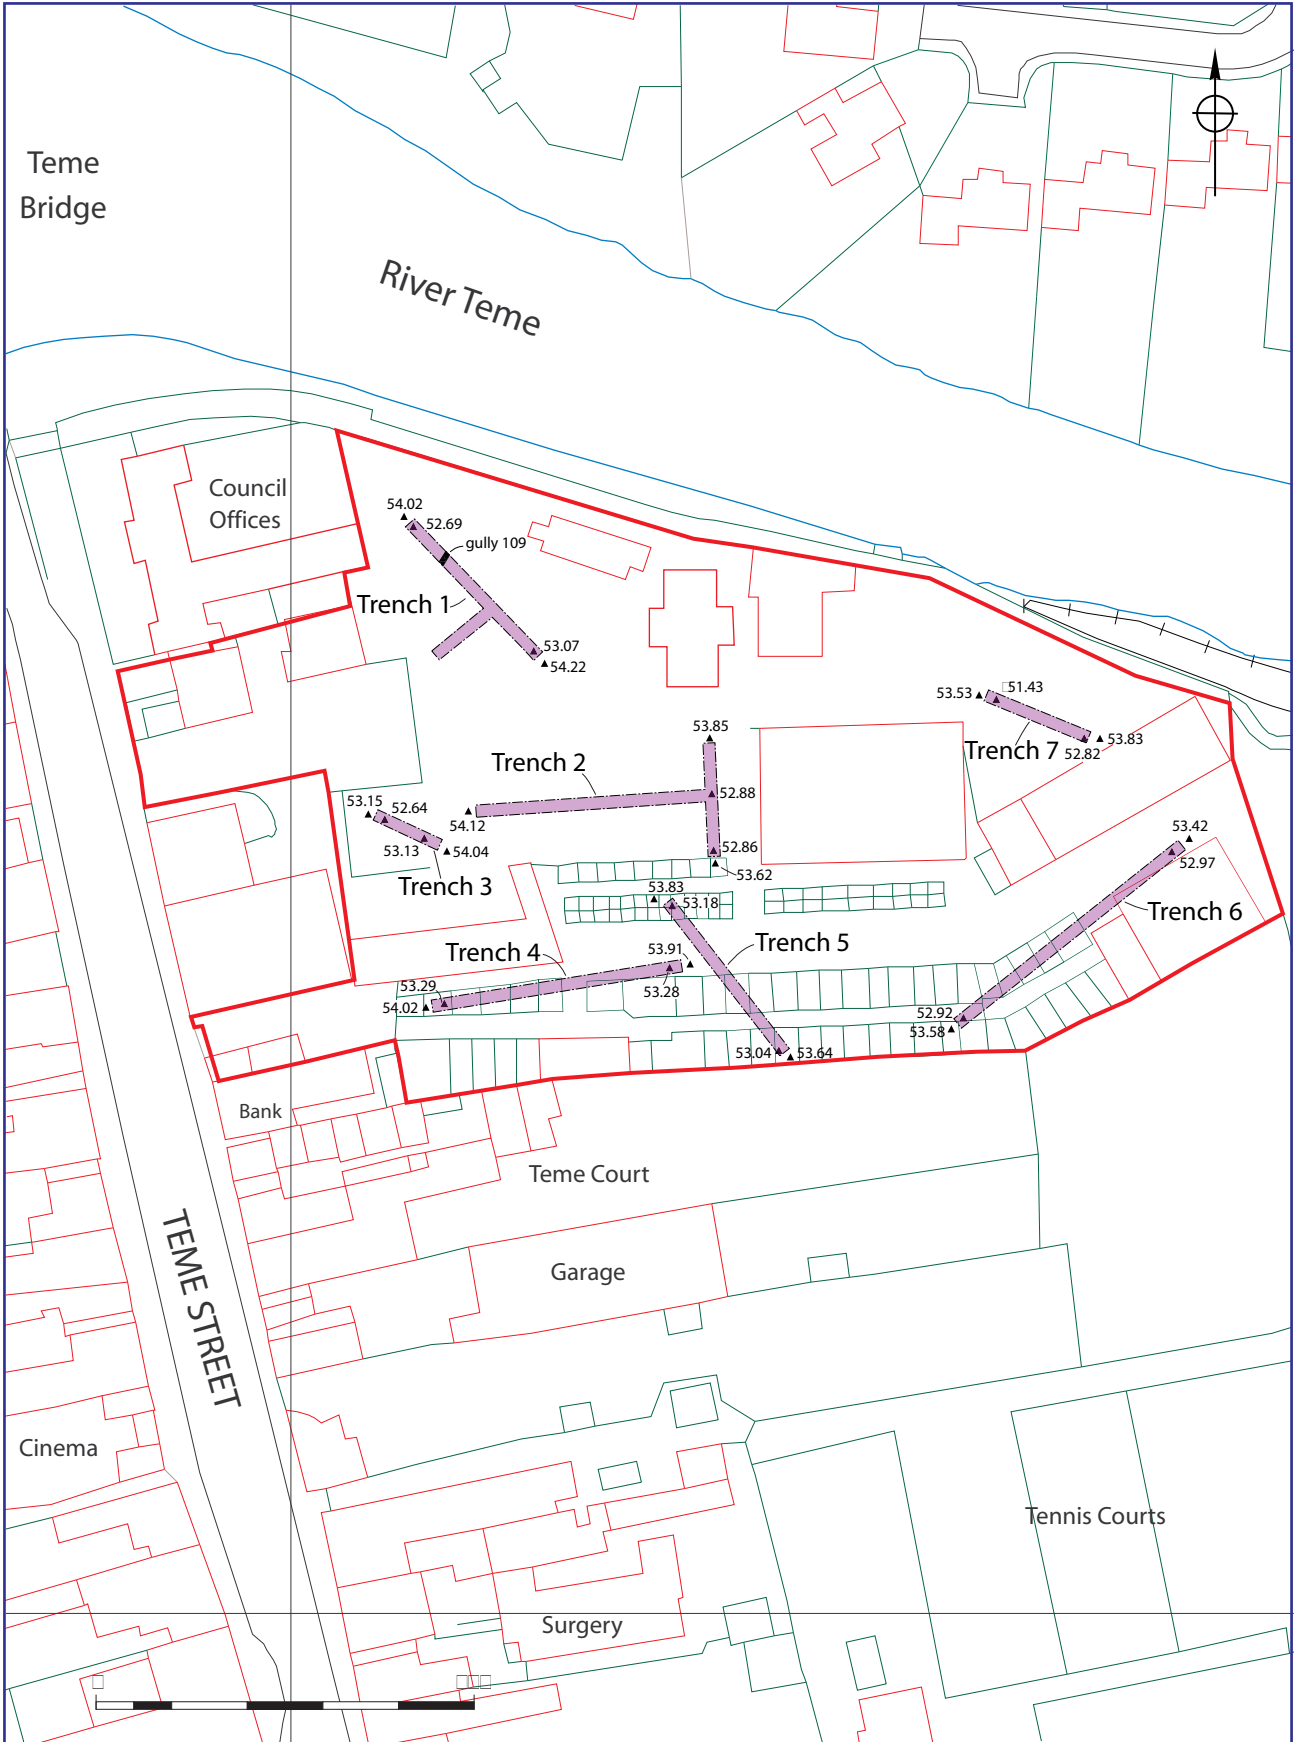 Teme
Bridge
River Teme
Council
Offices
54.02
52.69
gully 109
Trench 1
53.07
54.22
53.53
51.43
Trench 7
53.83
52.82
53.85
Trench 2
52.88
54.12
52.86
53.62
53.15
52.64
53.13
54.04
Trench 3
53.42
52.97
Trench 6
53.83
53.18
Trench 5
Trench 4
53.91
53.28
53.29
54.02
52.92
53.58
53.04
53.64
Bank
Teme Court
Garage
TEME STREET
Cinema
Tennis Courts
Surgery